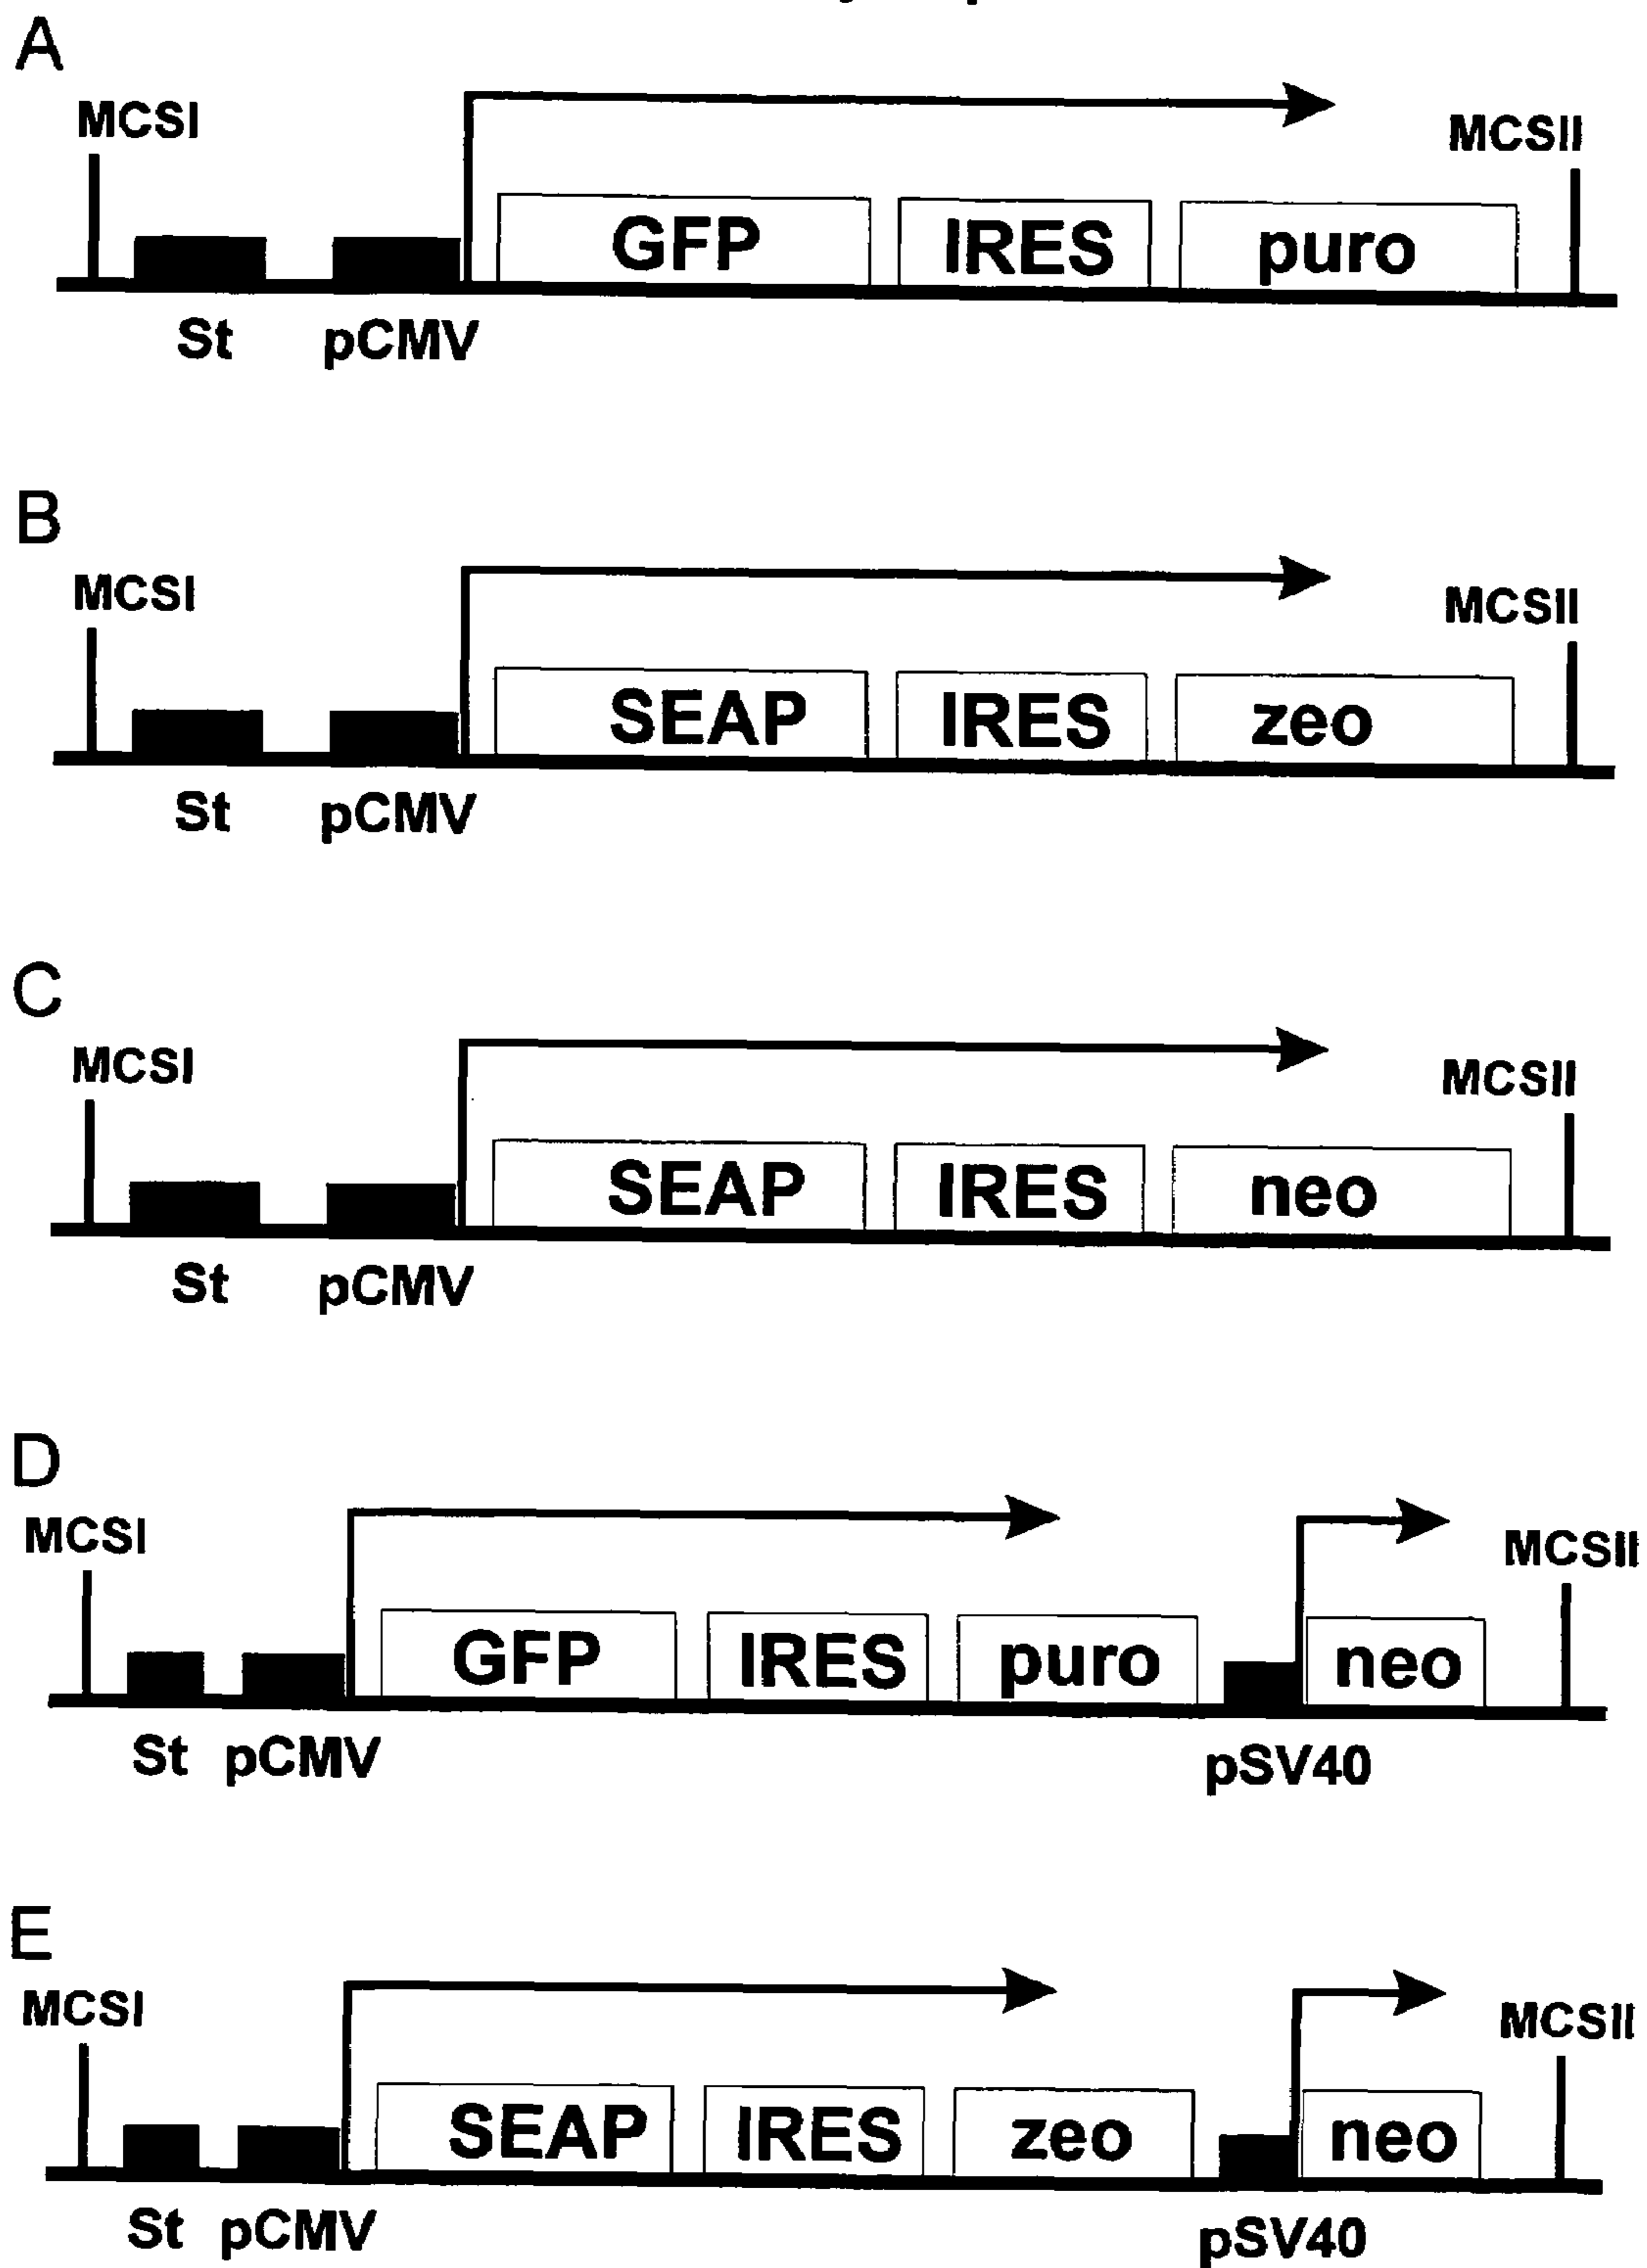 A
MCSI
MCSII
GFP IRES puro
St pCMV
B
MCSI
MCSII
SEAP IRES zeo
St pCMV
C
MCSI
MCSII
SEAP IRES neo
St pCMV
D
MCSI
MCSII
GFP IRES puro neo
St pCMV pSV40
E
MCSI
MCSII
SEAP IRES zeo neo
St pCMV pSV40